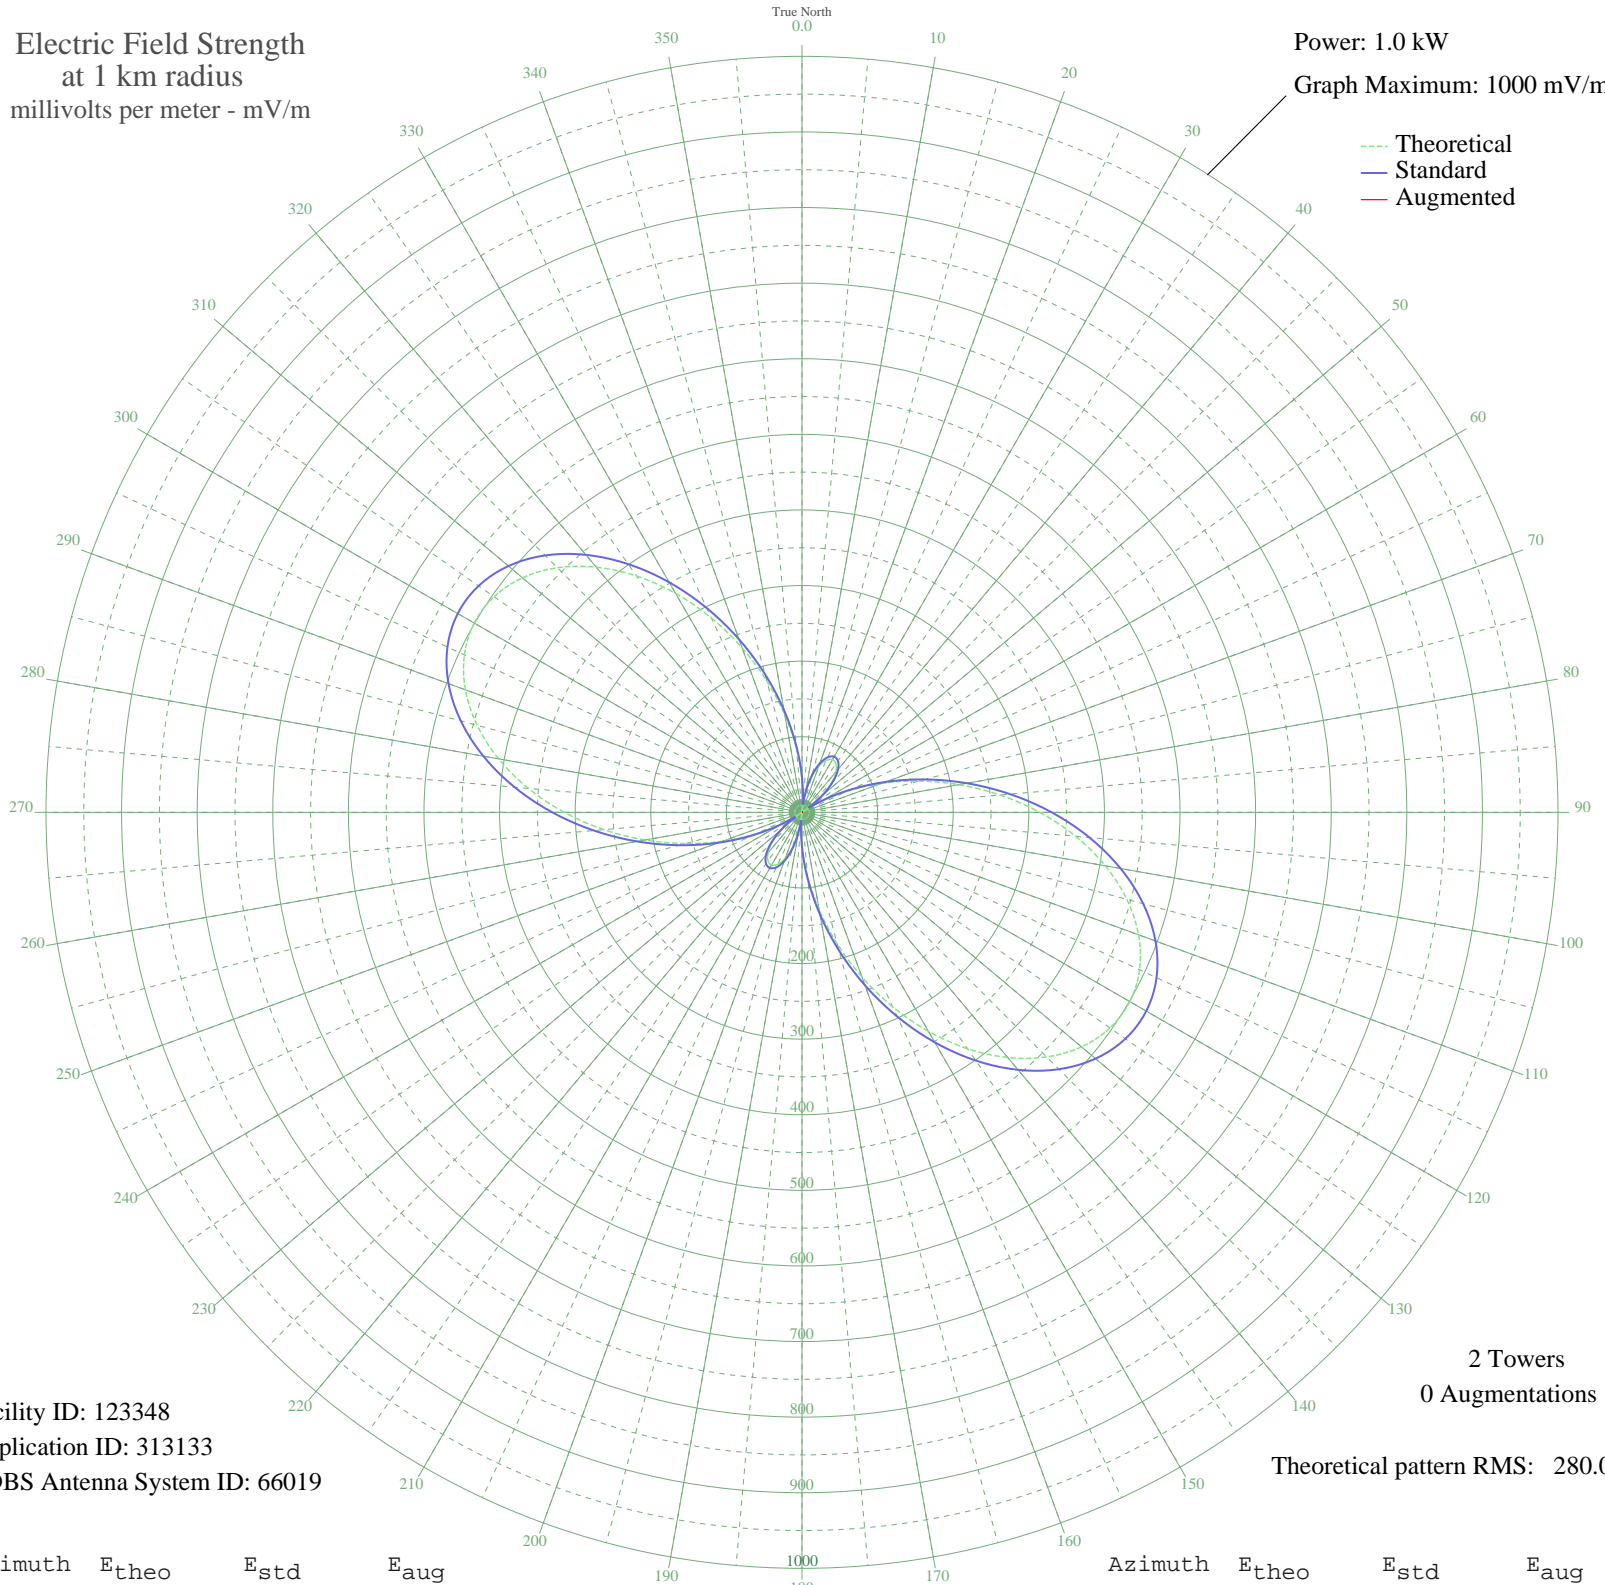 True North
0.0
Electric Field Strength
at 1 km radius
millivolts per meter - mV/m
Power: 1.0 kW
Graph Maximum: 1000 mV/m
Theoretical
Standard
Augmented
10
20
30
40
50
60
70
80
90
100
110
120
130
140
150
160
170
190
200
210
220
230
240
250
260
270
280
290
300
310
320
330
340
350
200
300
400
500
600
700
800
900
1000
2 Towers
0 Augmentations
Theoretical pattern RMS: 280.0
cility ID: 123348
plication ID: 313133
DBS Antenna System ID: 66019
imuth Etheo Estd Eaug
Azimuth Etheo Estd Eaug